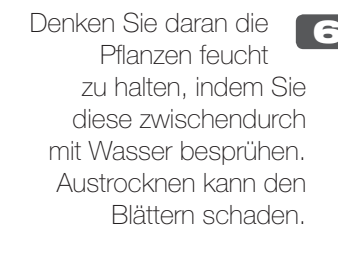 Denken Sie daran die 6
Pflanzen feucht
zu halten, indem Sie
diese zwischendurch
mit Wasser besprühen.
Austrocknen kann den
Blättern schaden.